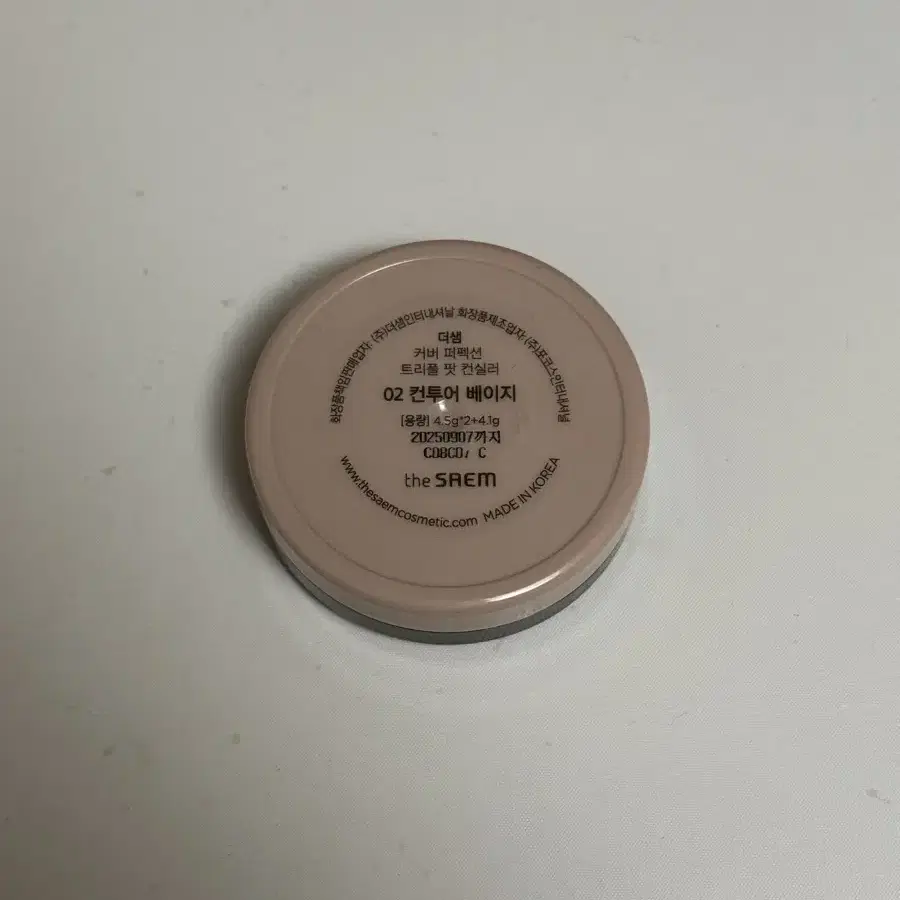 화장품책임판매업자: (주)더샘인터내셔날 화장품제조업자: (주)포코스인터내셔널
더샘
커버 퍼펙션
트리플 팟 컨실러
02 컨투어 베이지
[용량] 4.5g*2+4.1g
20250907까지
C08C07 C
the SAEM
www.thesaemcosmetic.com MADE IN KOREA